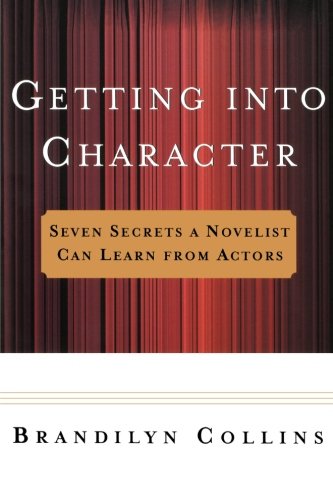 GETTING INTO
CHARACTER
SEVEN SECRETS A NOVELIST
CAN LEARN FROM ACTORS
BRANDILYN COLLINS